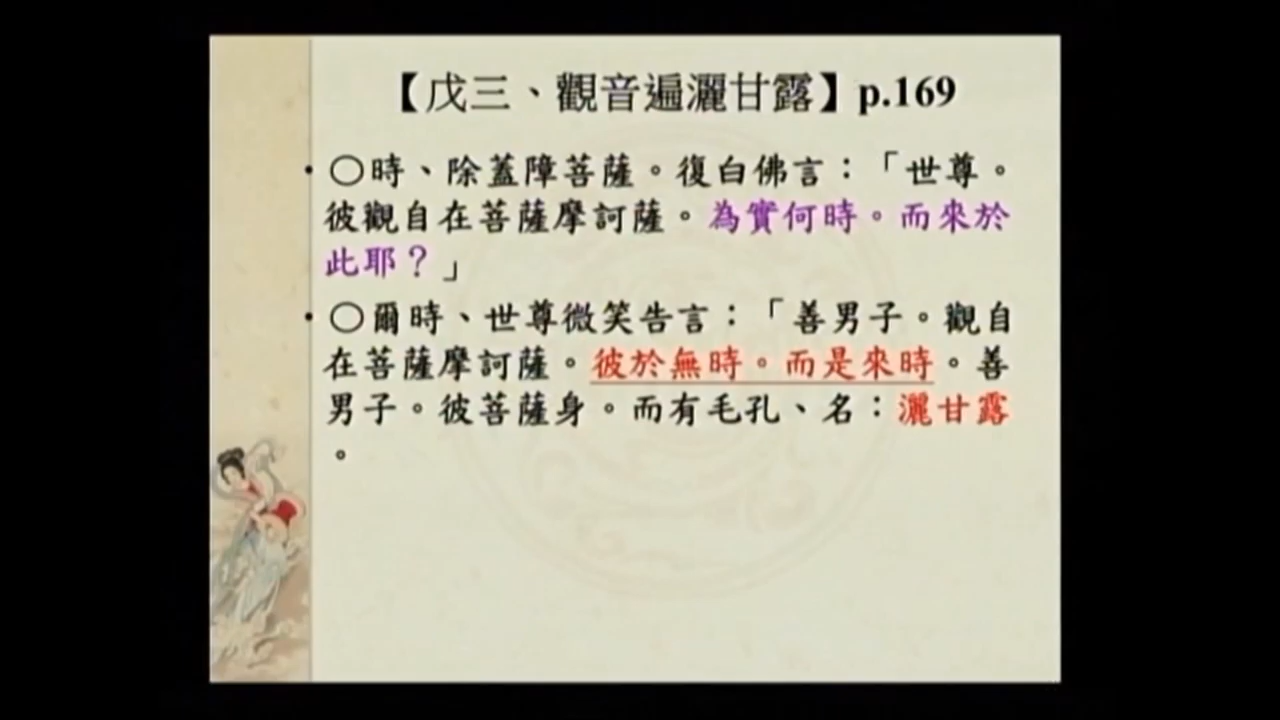 【戊三、觀音遍灑甘露】p.169
•○時、除蓋障菩薩。復白佛言：「世尊。
彼觀自在菩薩摩訶薩。為實何時。而來於
此耶？」
•○爾時、世尊微笑告言：「善男子。觀自
在菩薩摩訶薩。彼於無時。而是來時。善
男子。彼菩薩身。而有毛孔、名：灑甘露
。